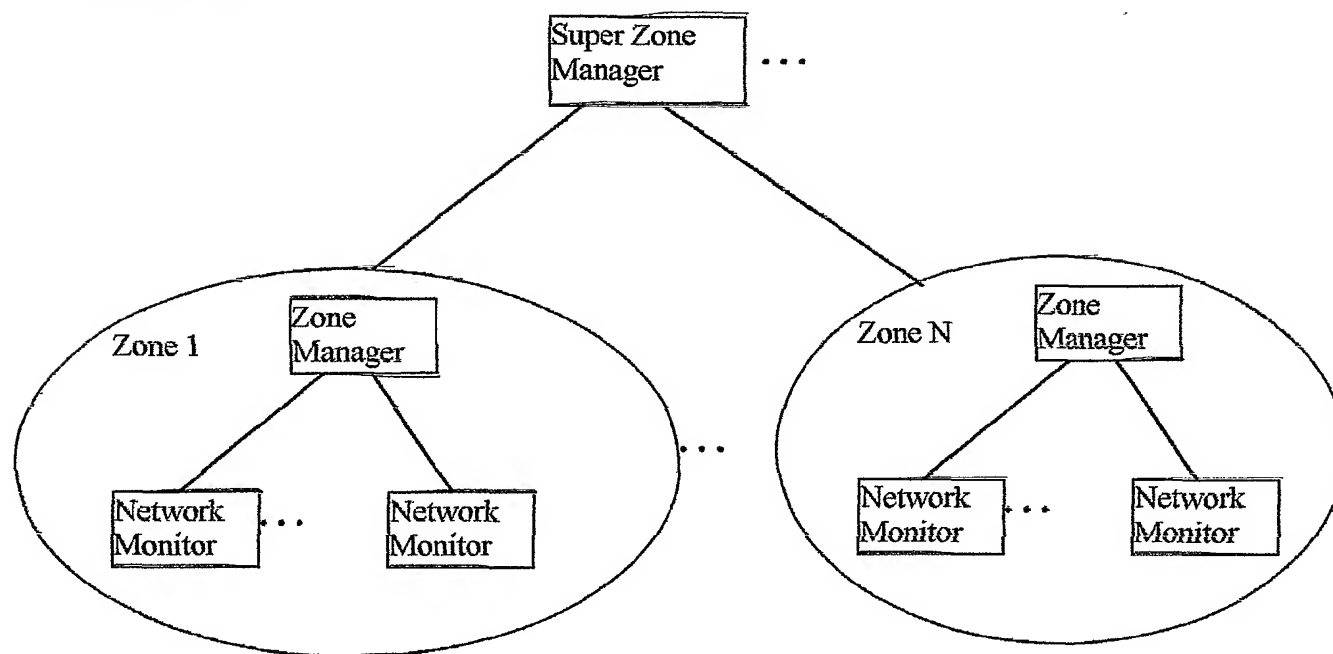 Super Zone
Manager
...
Zone 1
Zone
Manager
Zone N
Zone
Manager
...
Network
Monitor
...
Network
Monitor
Network
Monitor
...
Network
Monitor